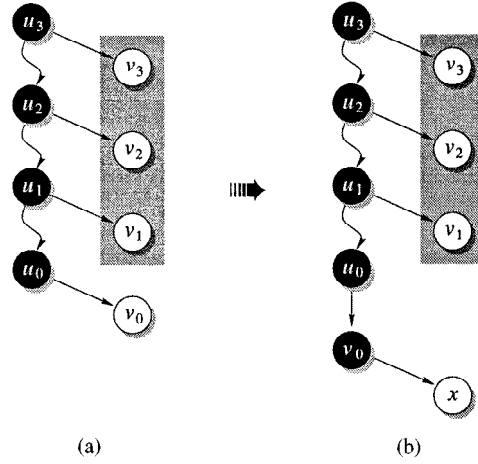 u₃ u₃
v₃ v₃
u₂ u₂
v₂ v₂
u₁ u₁
v₁ v₁
u₀ u₀
v₀
v₀
x
(a) (b)